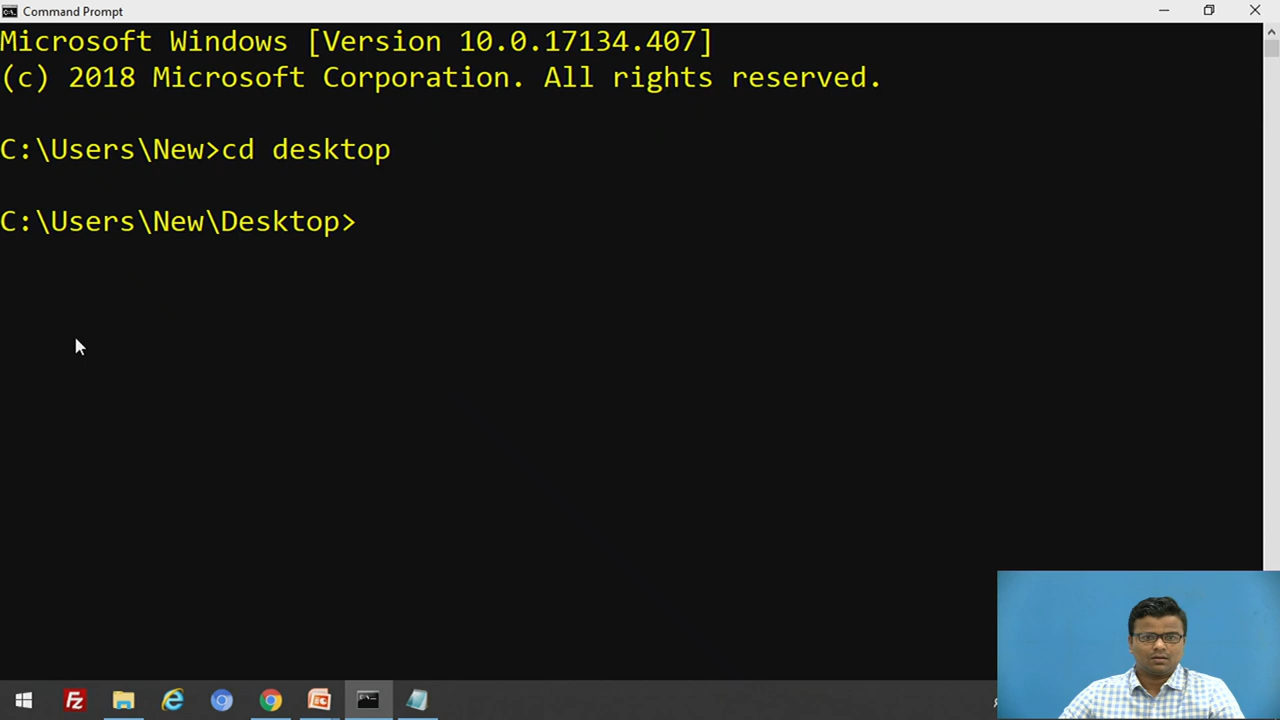 Command Prompt
Microsoft Windows [Version 10.0.17134.407]
(c) 2018 Microsoft Corporation. All rights reserved.
C:\Users\New>cd desktop
C:\Users\New\Desktop>